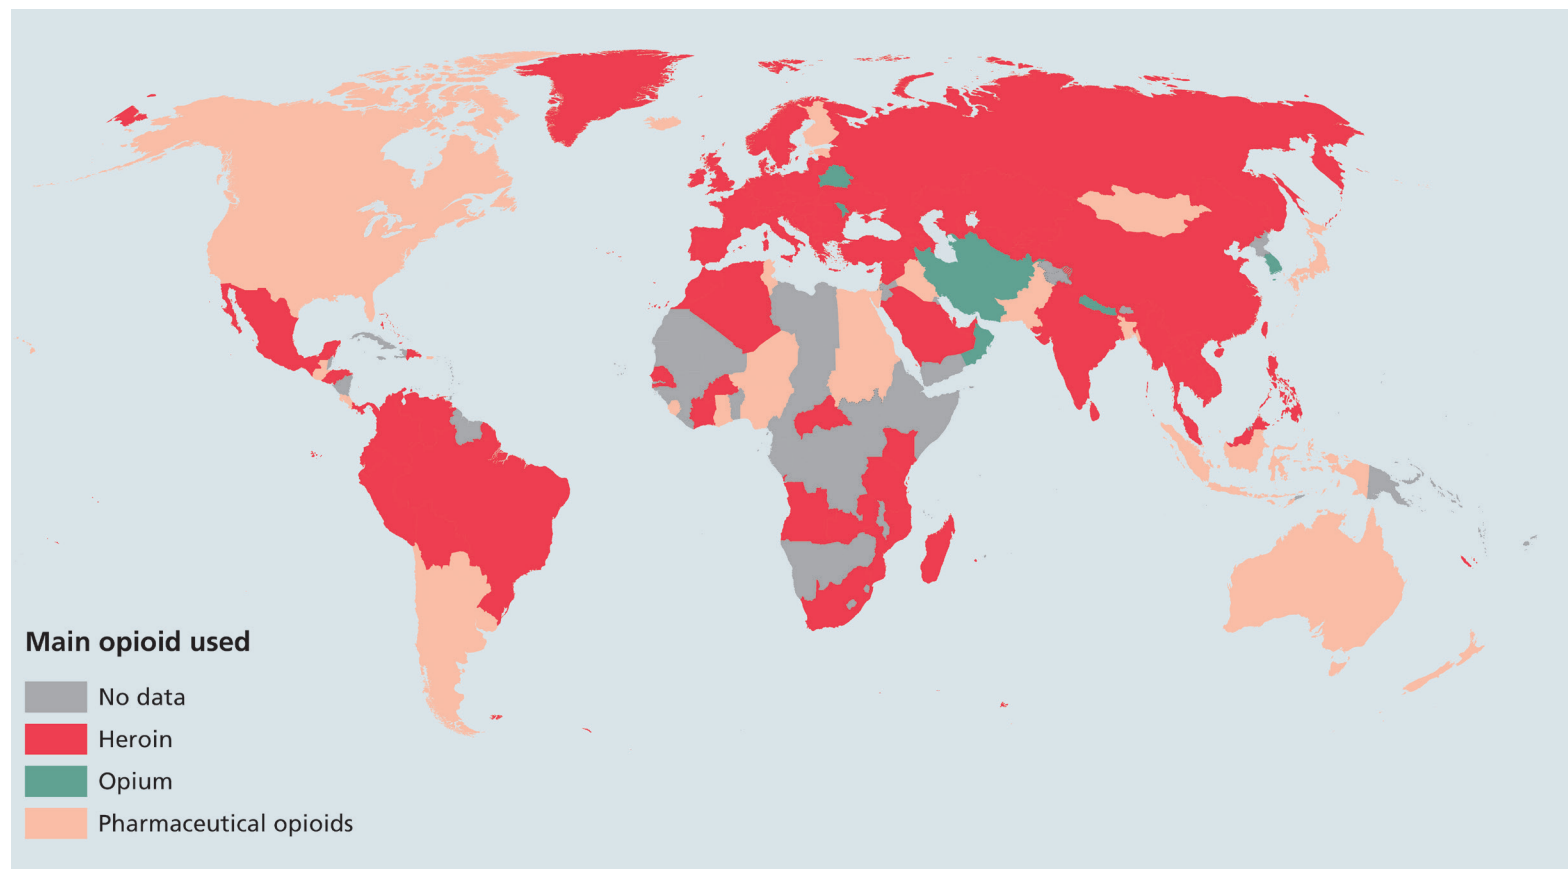 Main opioid used
No data
Heroin
Opium
Pharmaceutical opioids